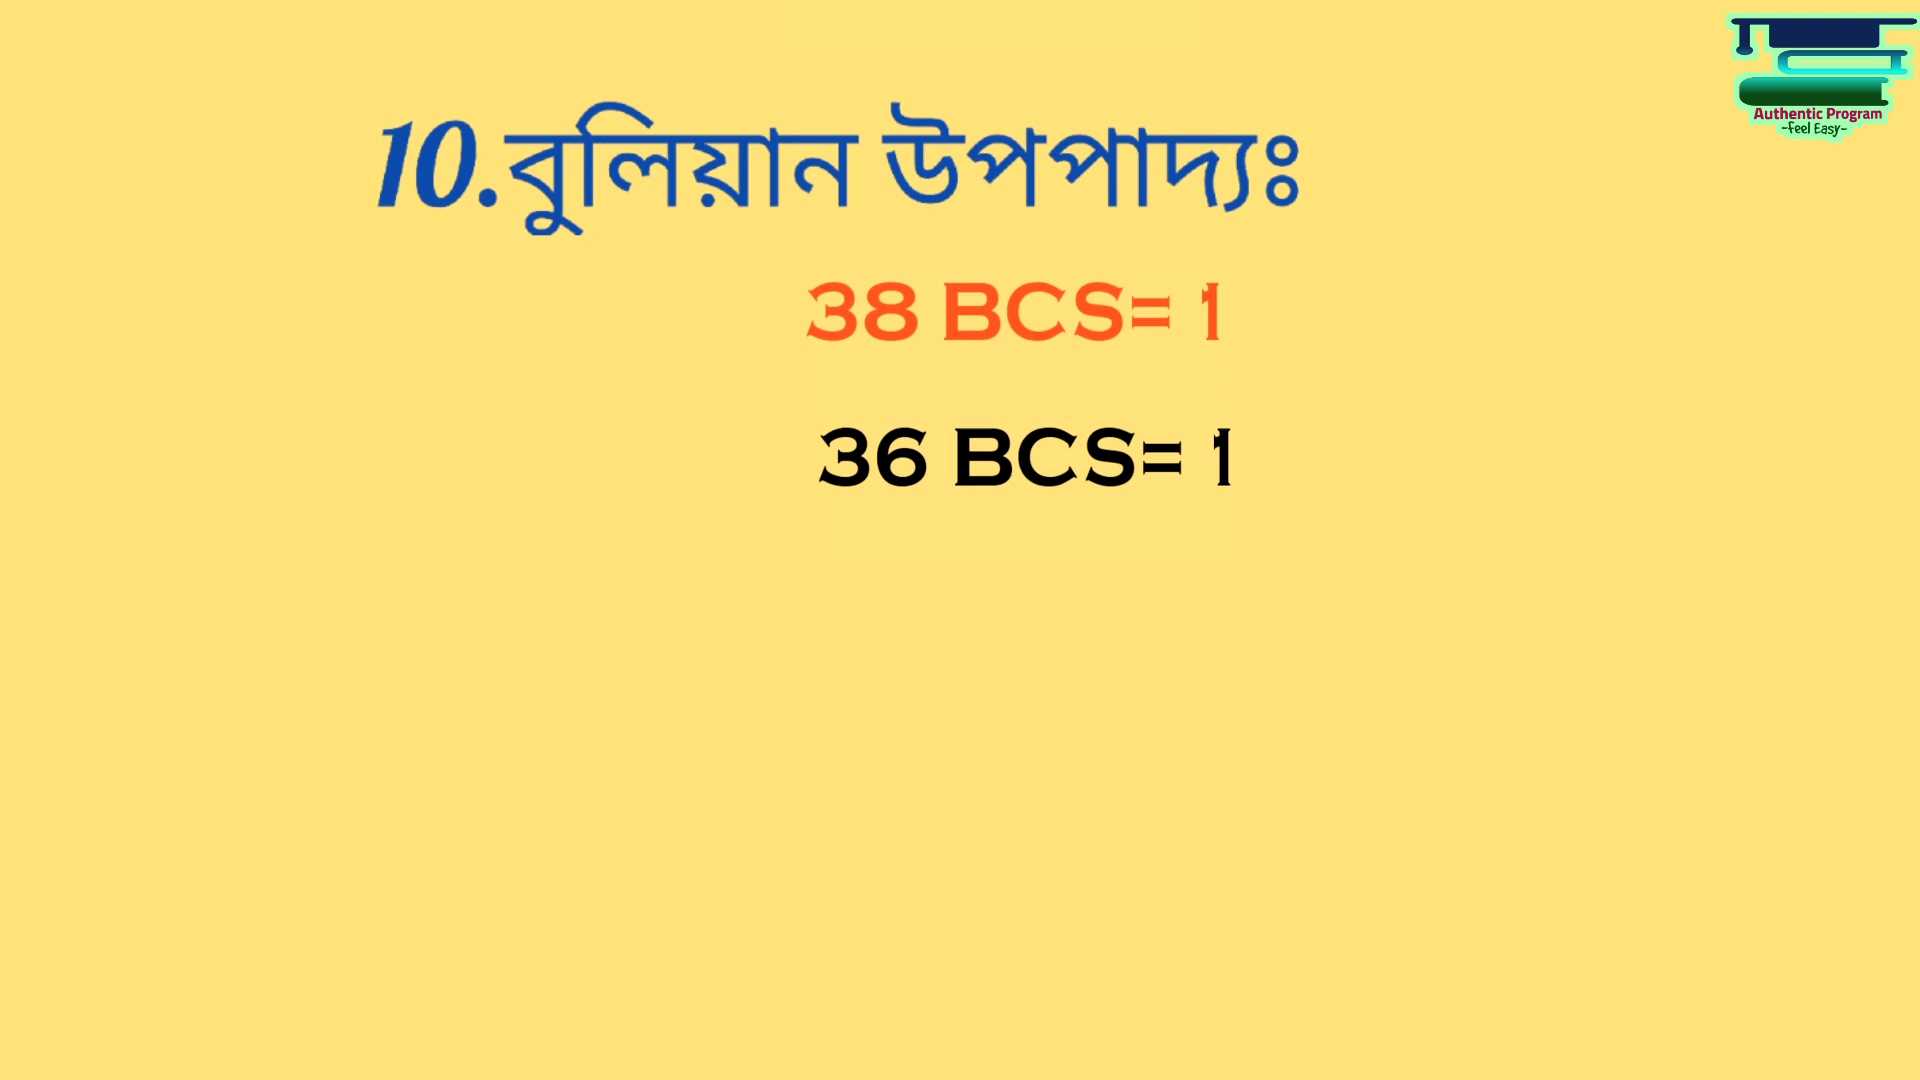 10.বুলিয়ান উপপাদ্যঃ
38 BCS= 1
36 BCS= 1
Authentic Program
-Feel Easy-